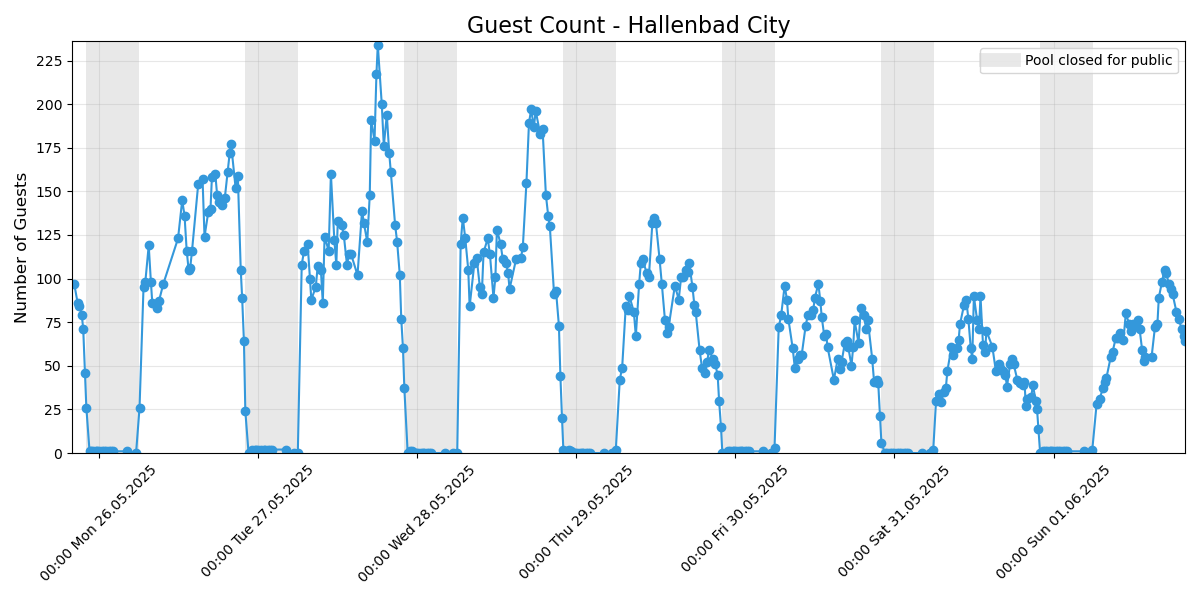 Guest Count - Hallenbad City
Pool closed for public
Number of Guests
225
200
175
150
125
100
75
50
25
0
00:00 Mon 26.05.2025
00:00 Tue 27.05.2025
00:00 Wed 28.05.2025
00:00 Thu 29.05.2025
00:00 Fri 30.05.2025
00:00 Sat 31.05.2025
00:00 Sun 01.06.2025